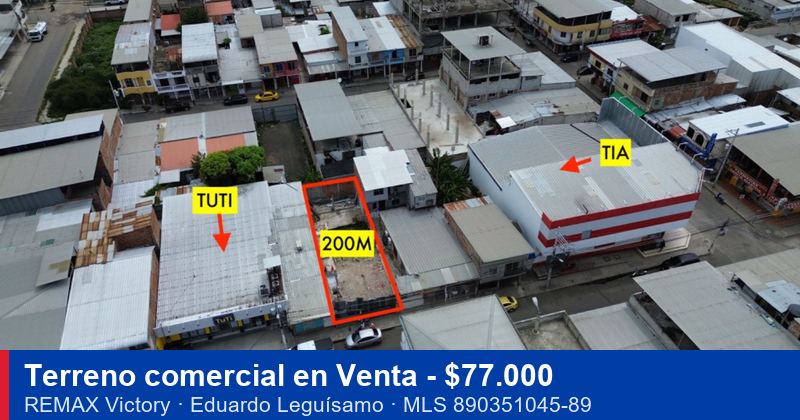 TIA
TUTI
200M
TUTI
Terreno comercial en Venta - $77.000
REMAX Victory · Eduardo Leguísamo · MLS 890351045-89